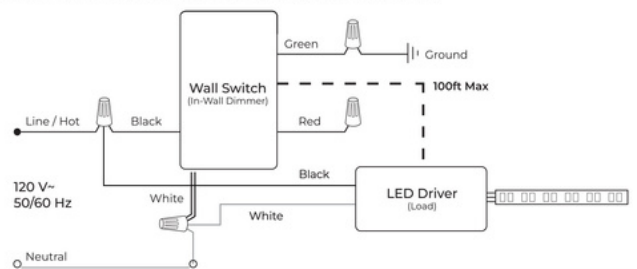 Green
Ground
Wall Switch
(In-Wall Dimmer)
100ft Max
Line / Hot
Black
Red
Black
120 V~
50/60 Hz
White
LED Driver
(Load)
White
Neutral